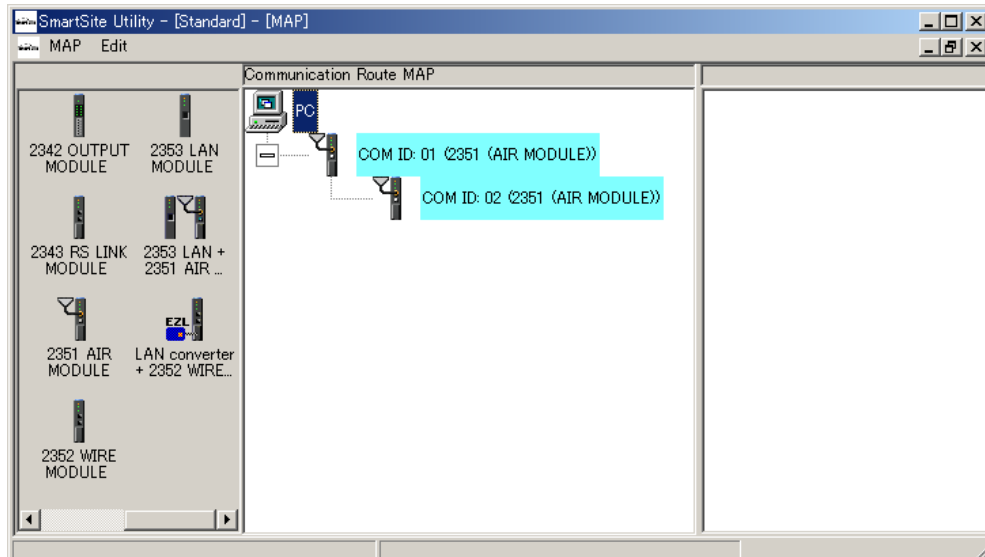 SmartSite Utility - [Standard] - [MAP]
MAP Edit
Communication Route MAP
PC
COM ID: 01 (2351 (AIR MODULE))
COM ID: 02 (2351 (AIR MODULE))
2342 OUTPUT
MODULE
2353 LAN
MODULE
2343 RS LINK
MODULE
2353 LAN +
2351 AIR ...
2351 AIR
MODULE
EZL
LAN converter
+ 2352 WIRE...
2352 WIRE
MODULE